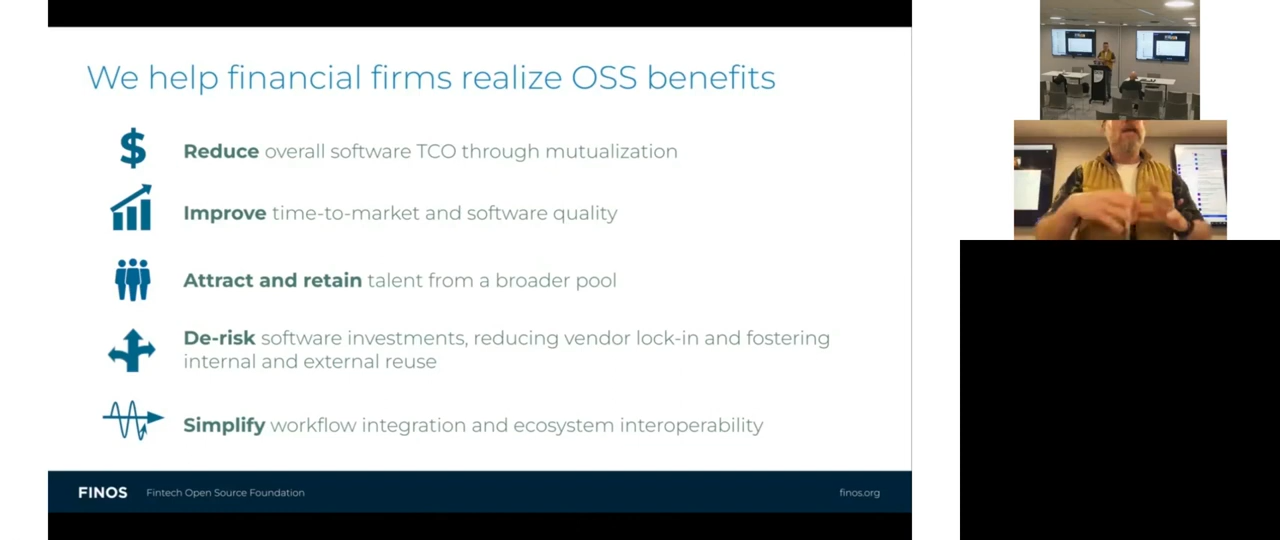 We help financial firms realize OSS benefits
$
Reduce overall software TCO through mutualization
Improve time-to-market and software quality
Attract and retain talent from a broader pool
De-risk software investments, reducing vendor lock-in and fostering
internal and external reuse
Simplify workflow integration and ecosystem interoperability
FINOS Fintech Open Source Foundation finos.org